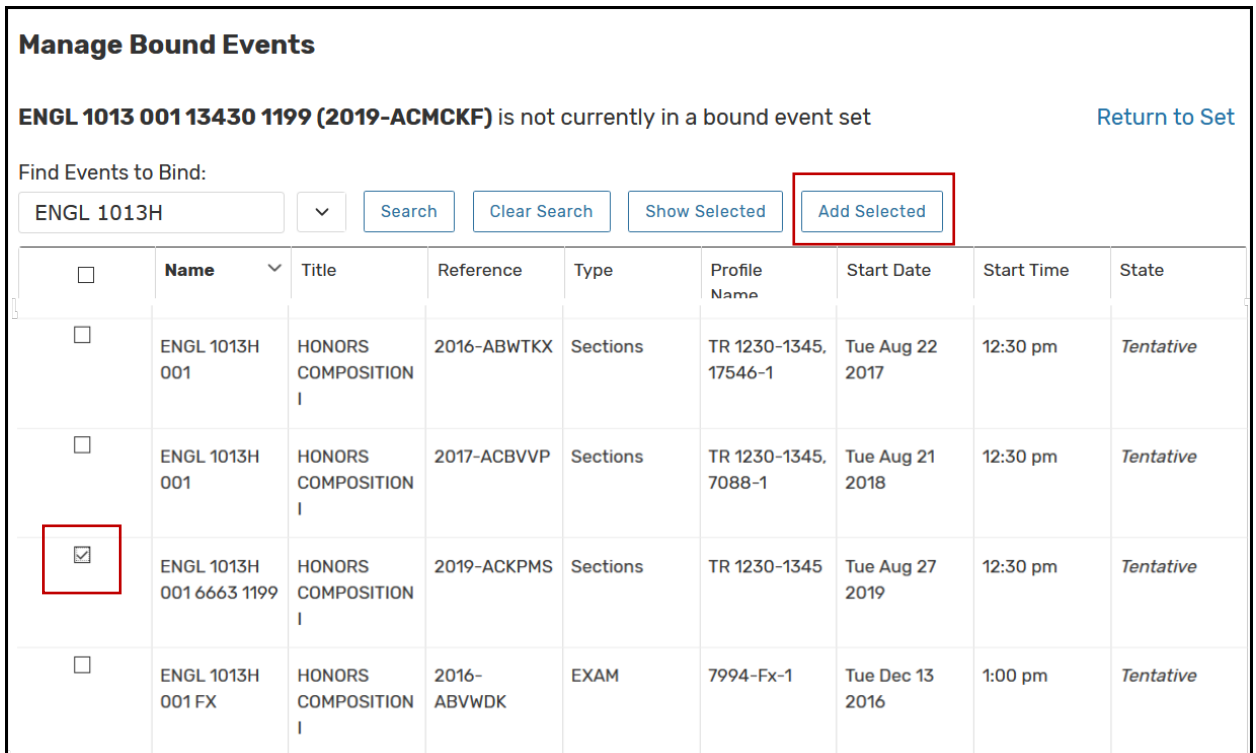 Manage Bound Events
ENGL 1013 001 13430 1199 (2019-ACMCKF) is not currently in a bound event set Return to Set
Find Events to Bind:
ENGL 1013H Search Clear Search Show Selected Add Selected
Name Title Reference Type Profile Start Date Start Time State
Name
ENGL 1013H HONORS 2016-ABWTKX Sections TR 1230-1345, Tue Aug 22 12:30 pm Tentative
001 COMPOSITION 17546-1 2017
I
ENGL 1013H HONORS 2017-ACBVVP Sections TR 1230-1345, Tue Aug 21 12:30 pm Tentative
001 COMPOSITION 7088-1 2018
I
ENGL 1013H HONORS 2019-ACKPMS Sections TR 1230-1345 Tue Aug 27 12:30 pm Tentative
001 6663 1199 COMPOSITION 2019
I
ENGL 1013H HONORS 2016- EXAM 7994-Fx-1 Tue Dec 13 1:00 pm Tentative
001 FX COMPOSITION ABVWDK 2016
I